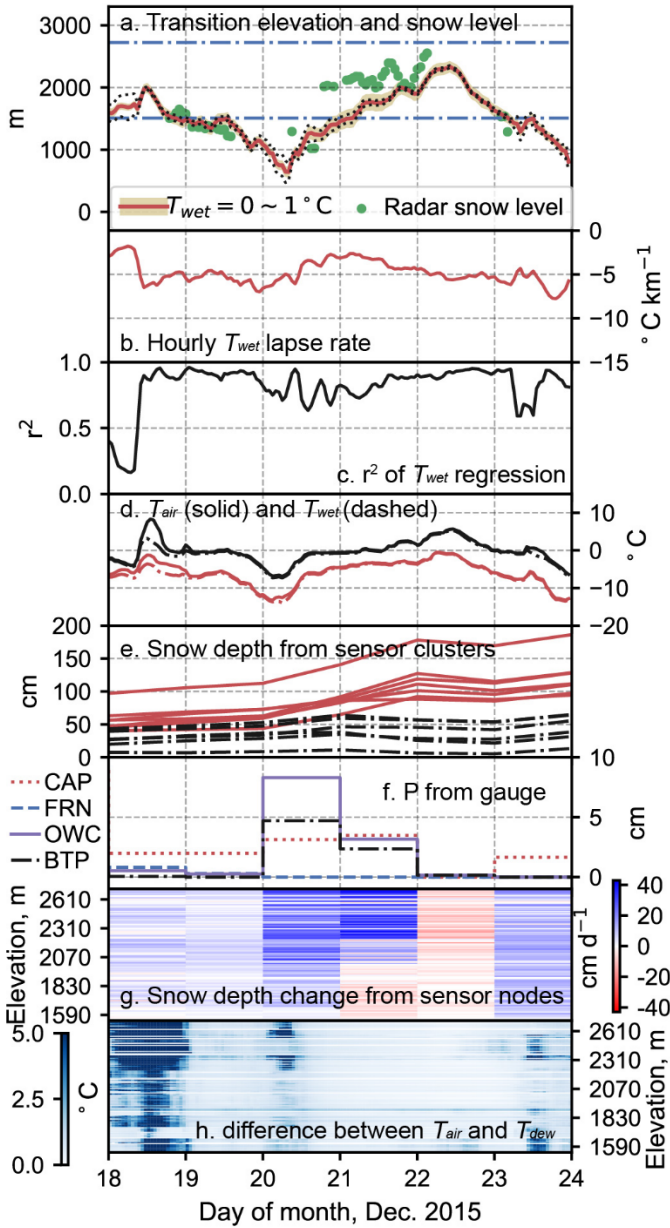 a. Transition elevation and snow level
3000
2000
1000
0
m
T_wet = 0 ~ 1 °C
Radar snow level
0
−5
−10
−15
° C km⁻¹
b. Hourly T_wet lapse rate
1.0
0.5
0.0
r²
c. r² of T_wet regression
d. T_air (solid) and T_wet (dashed)
10
0
−10
−20
°C
200
150
100
50
0
cm
e. Snow depth from sensor clusters
CAP
FRN
OWC
BTP
f. P from gauge
10
5
0
cm
2610
2310
2070
1830
1590
Elevation, m
g. Snow depth change from sensor nodes
cm d⁻¹
40
20
0
−20
−40
5.0
2.5
0.0
°C
2610
2310
2070
1830
1590
Elevation, m
h. difference between T_air and T_dew
18 19 20 21 22 23 24
Day of month, Dec. 2015